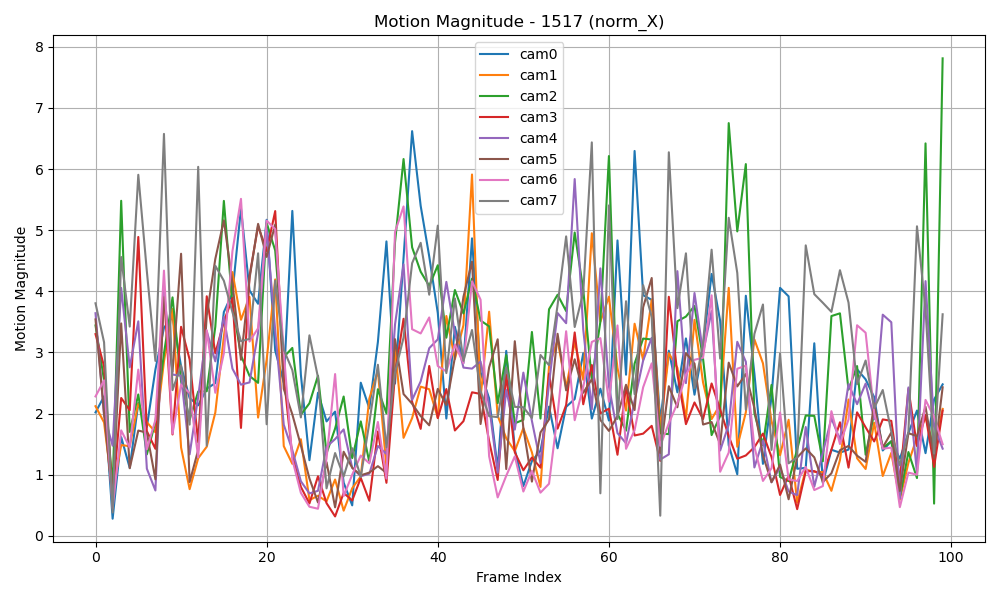 Motion Magnitude - 1517 (norm_X)
Motion Magnitude
8
7
6
5
4
3
2
1
0
cam0
cam1
cam2
cam3
cam4
cam5
cam6
cam7
0 20 40 60 80 100
Frame Index